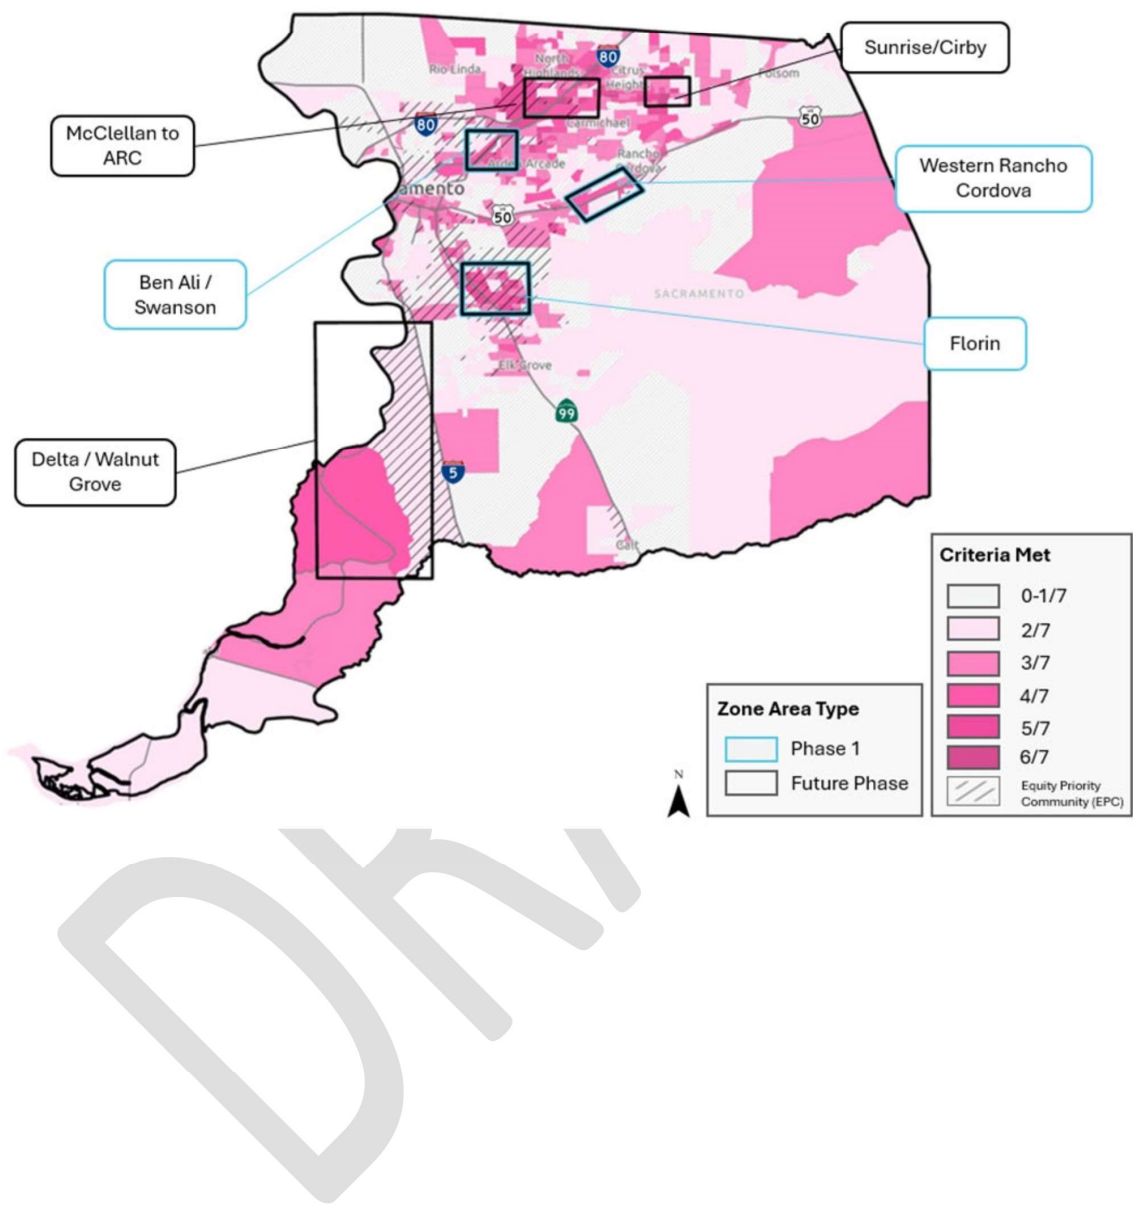 Sunrise/Cirby
80
North
Highlands
Rio Linda
Citrus
Heights
Folsom
50
McClellan to
ARC
80
Carmichael
Arden Arcade
Rancho
Cordova
Western Rancho
Cordova
amento
50
Ben Ali /
Swanson
SACRAMENTO
Florin
Elk Grove
99
Delta / Walnut
Grove
5
Galt
Criteria Met
0-1/7
2/7
3/7
4/7
5/7
6/7
Equity Priority
Community (EPC)
Zone Area Type
Phase 1
Future Phase
N
DRA